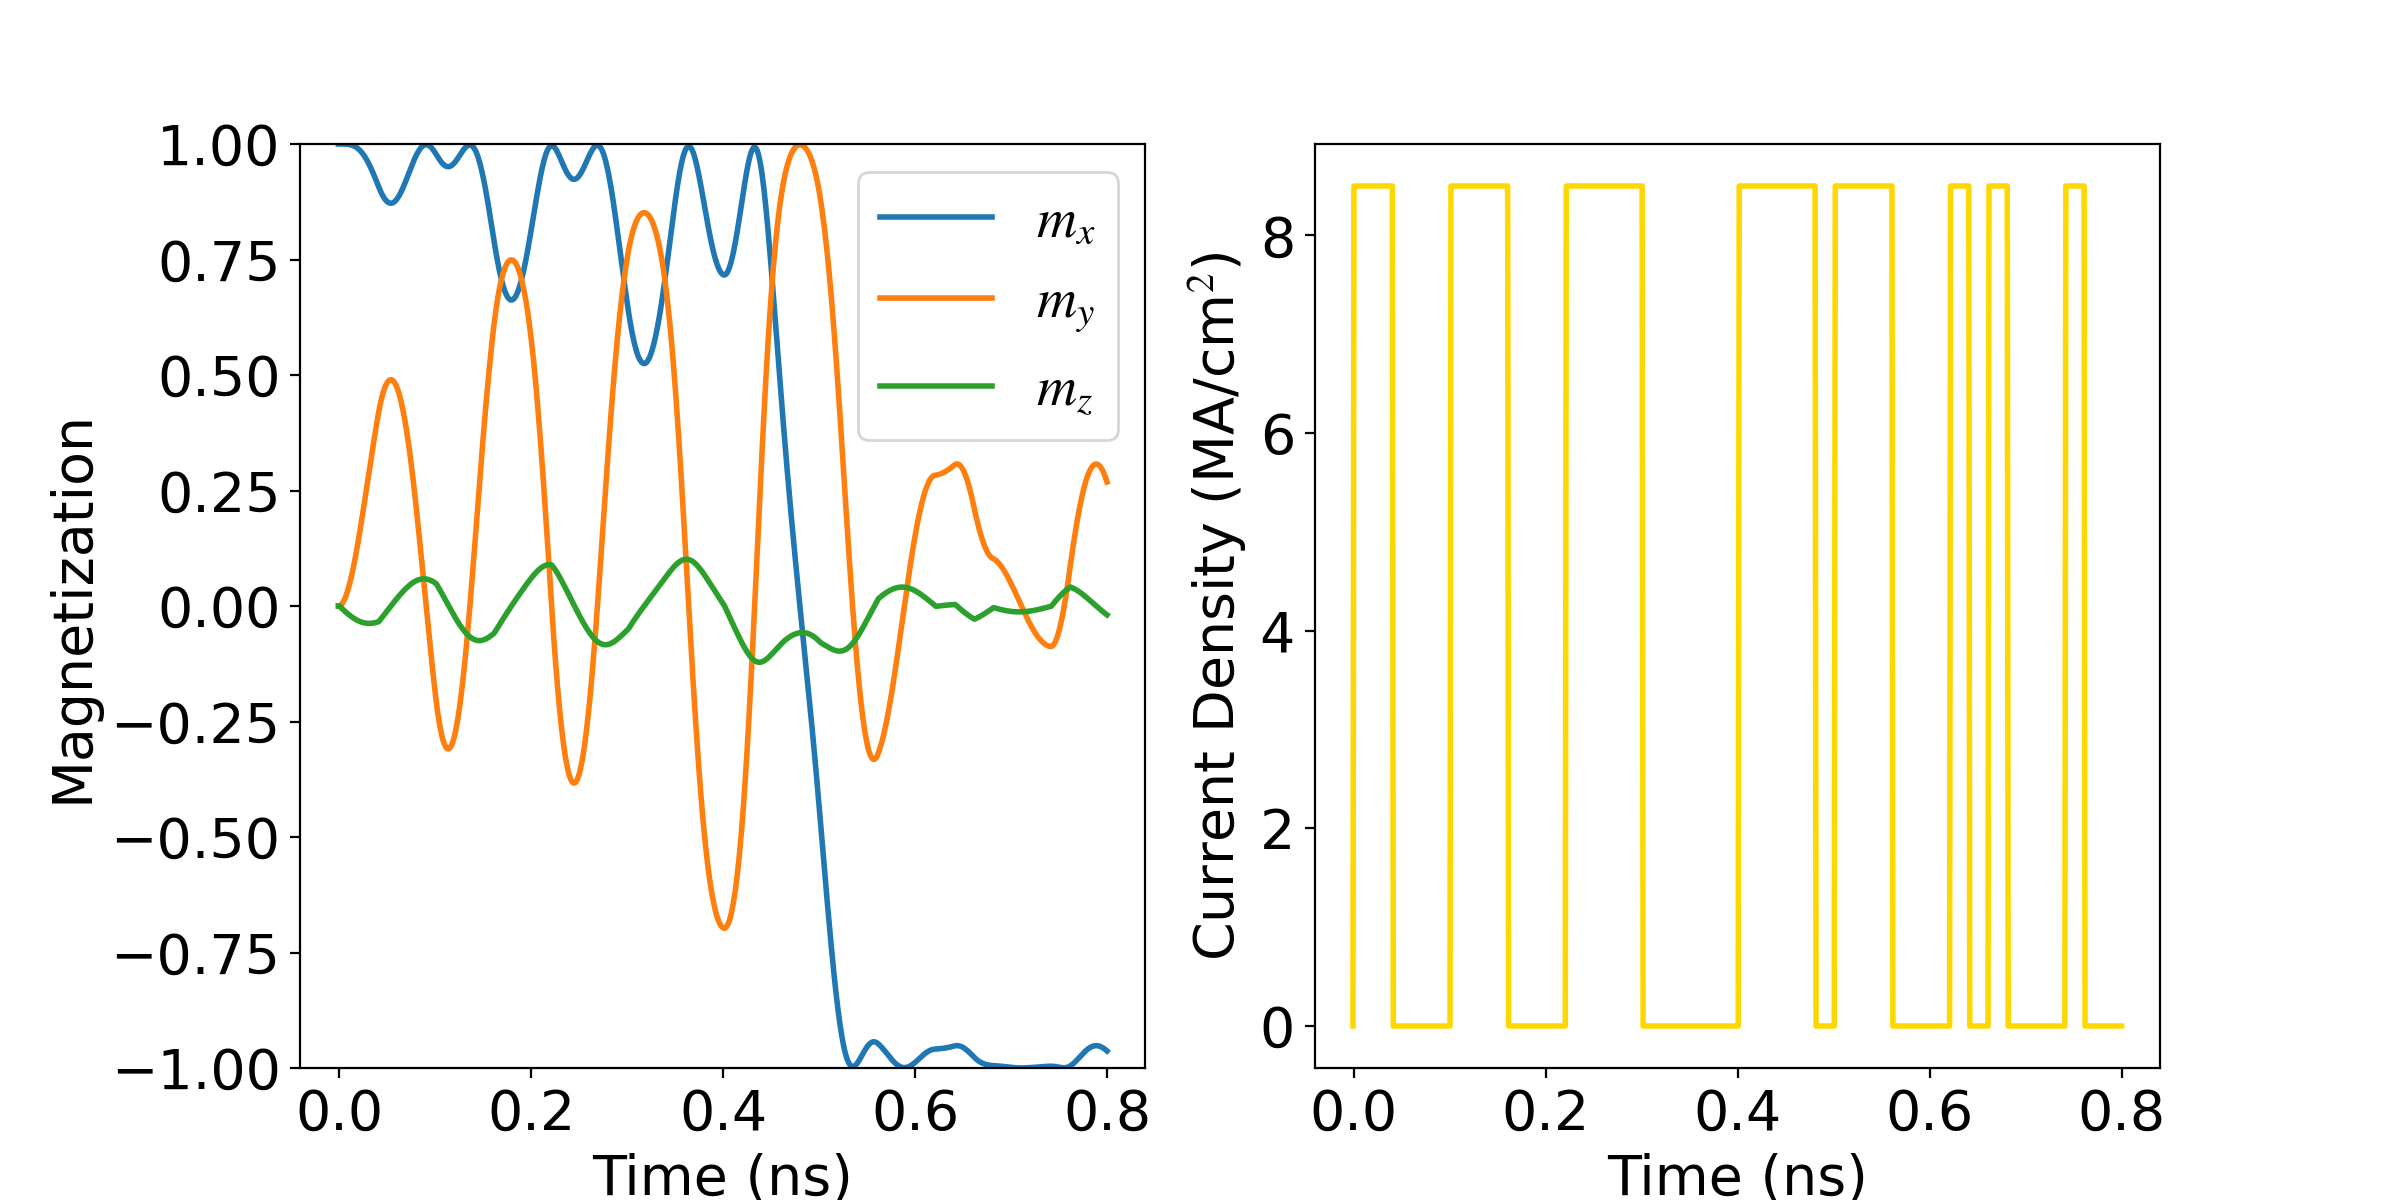 Magnetization
1.00
0.75
0.50
0.25
0.00
−0.25
−0.50
−0.75
−1.00
0.0 0.2 0.4 0.6 0.8
Time (ns)
m_x
m_y
m_z
Current Density (MA/cm²)
8
6
4
2
0
0.0 0.2 0.4 0.6 0.8
Time (ns)